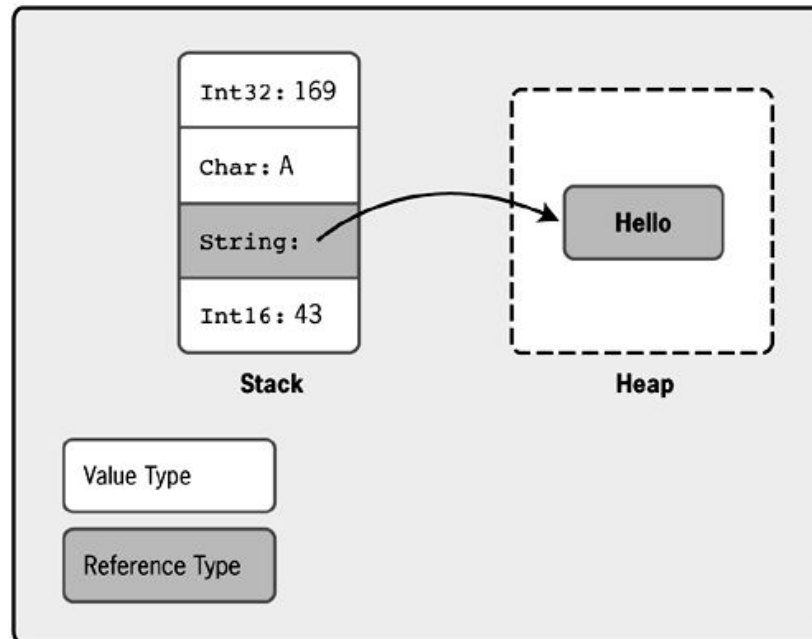 Int32: 169
Char: A
String:
Int16: 43
Stack
Hello
Heap
Value Type
Reference Type